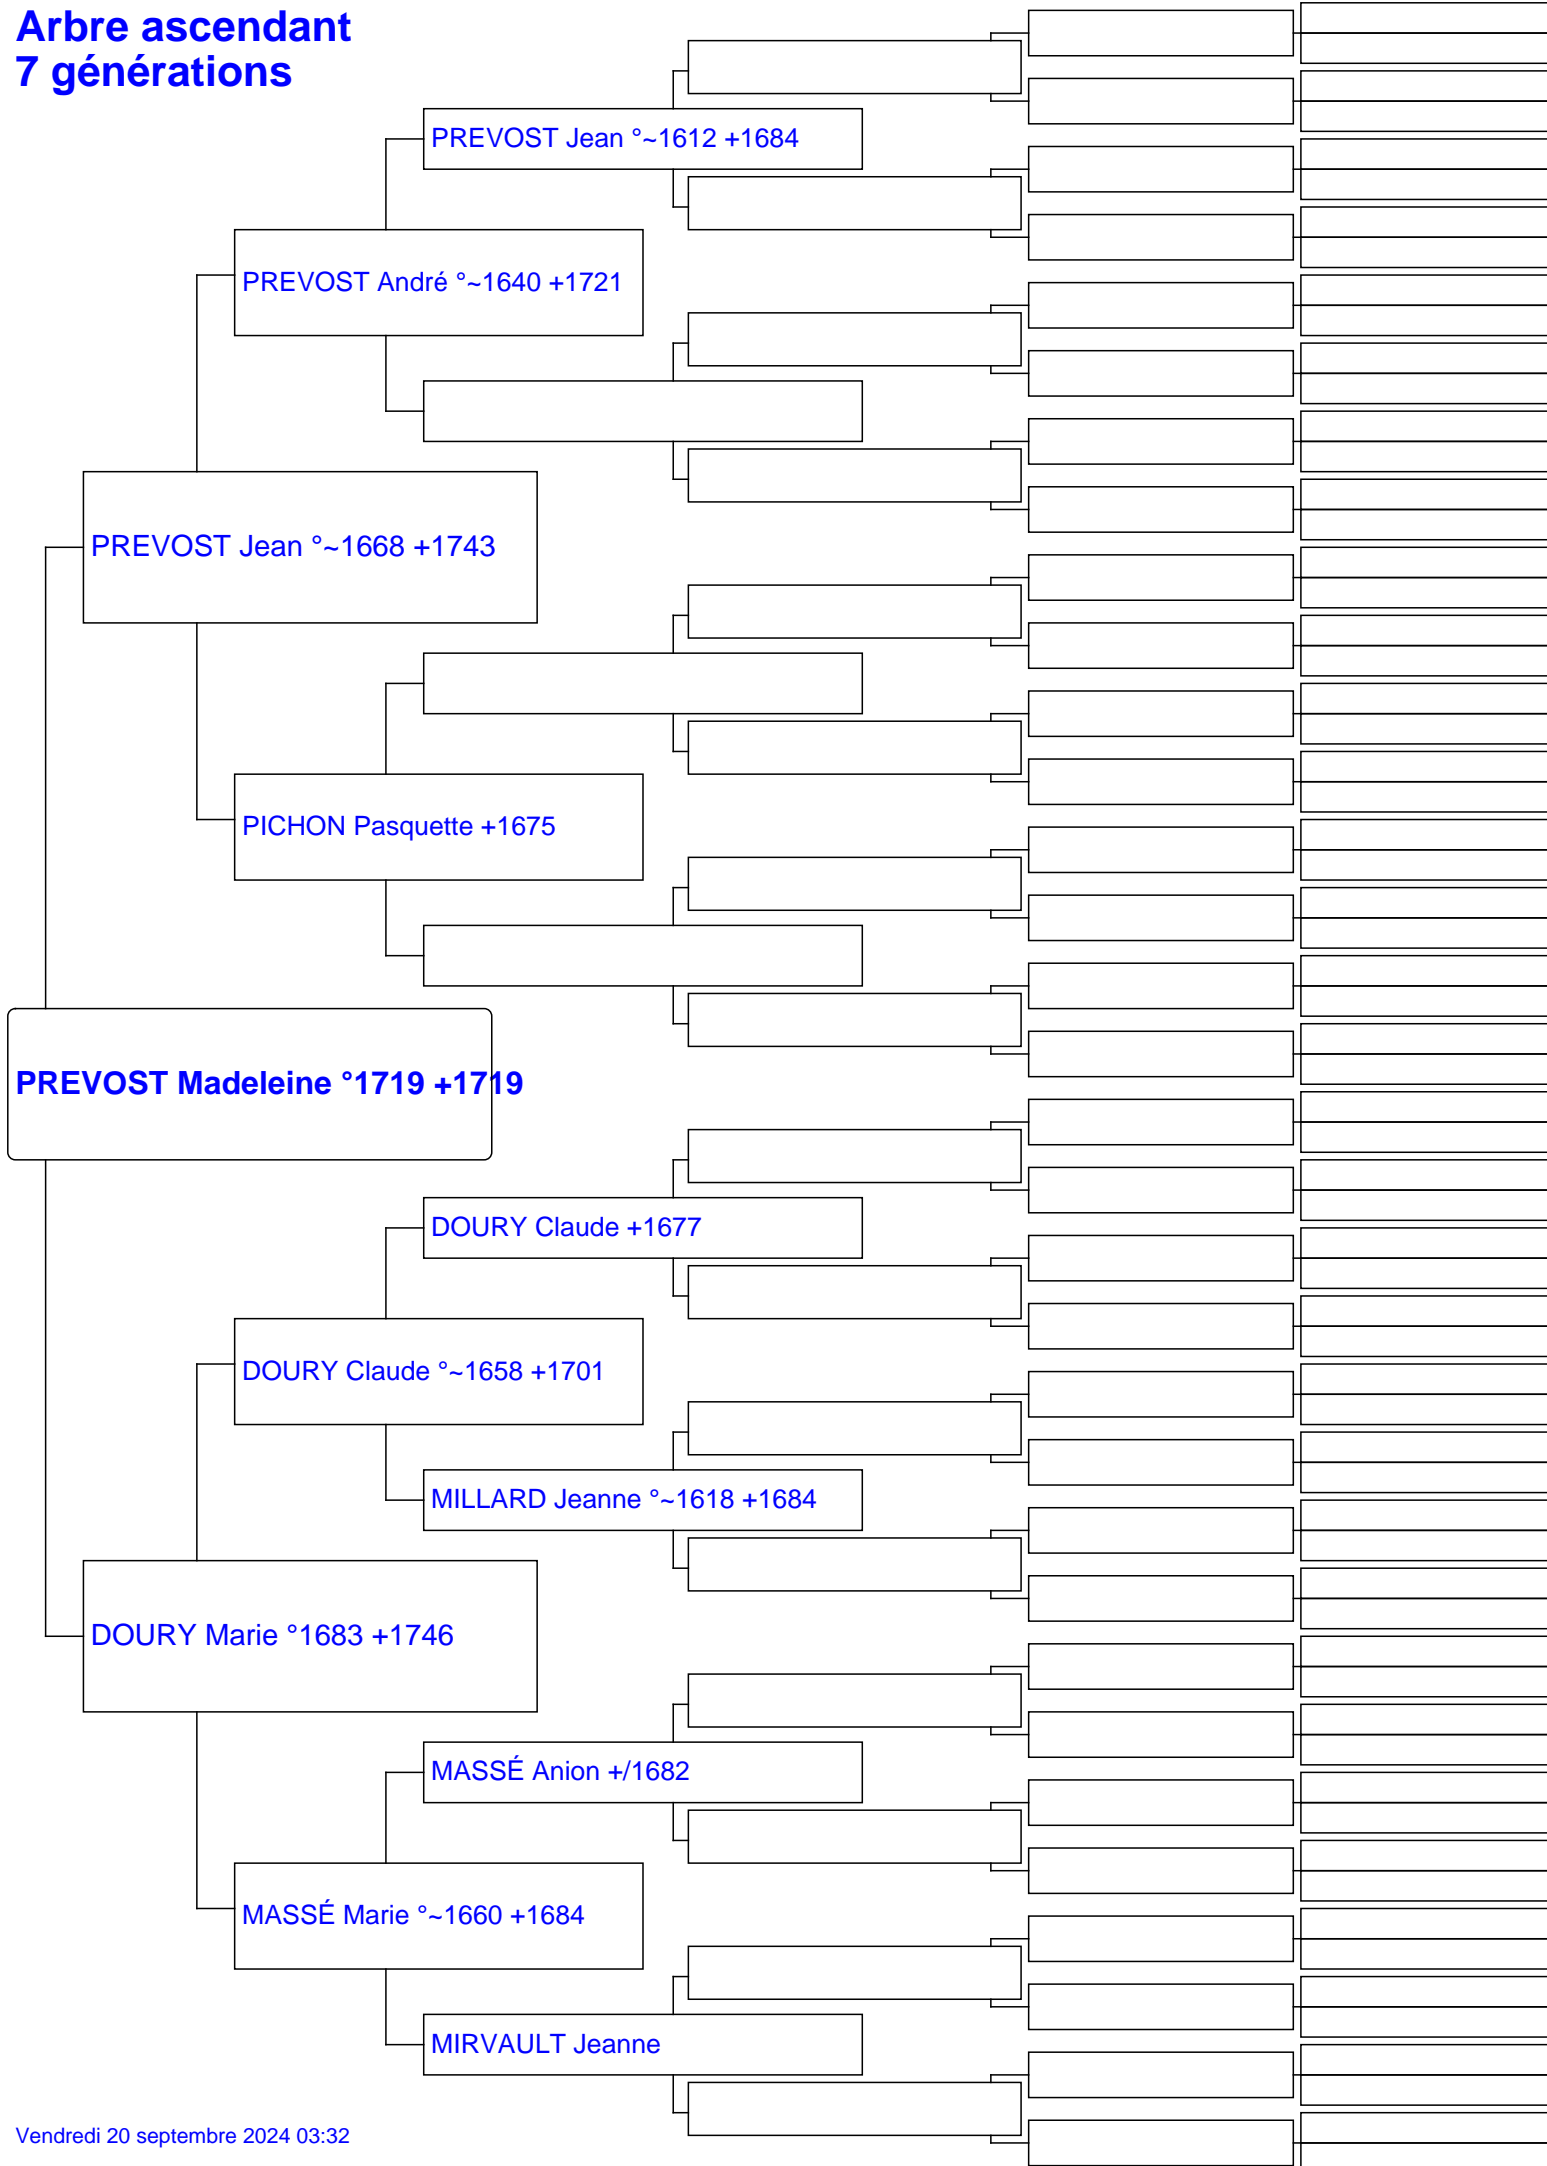 Arbre ascendant
7 générations
PREVOST Jean °~1612 +1684
PREVOST André °~1640 +1721
PREVOST Jean °~1668 +1743
PICHON Pasquette +1675
PREVOST Madeleine °1719 +1719
DOURY Claude +1677
DOURY Claude °~1658 +1701
MILLARD Jeanne °~1618 +1684
DOURY Marie °1683 +1746
MASSÉ Anion +/1682
MASSÉ Marie °~1660 +1684
MIRVAULT Jeanne
Vendredi 20 septembre 2024 03:32